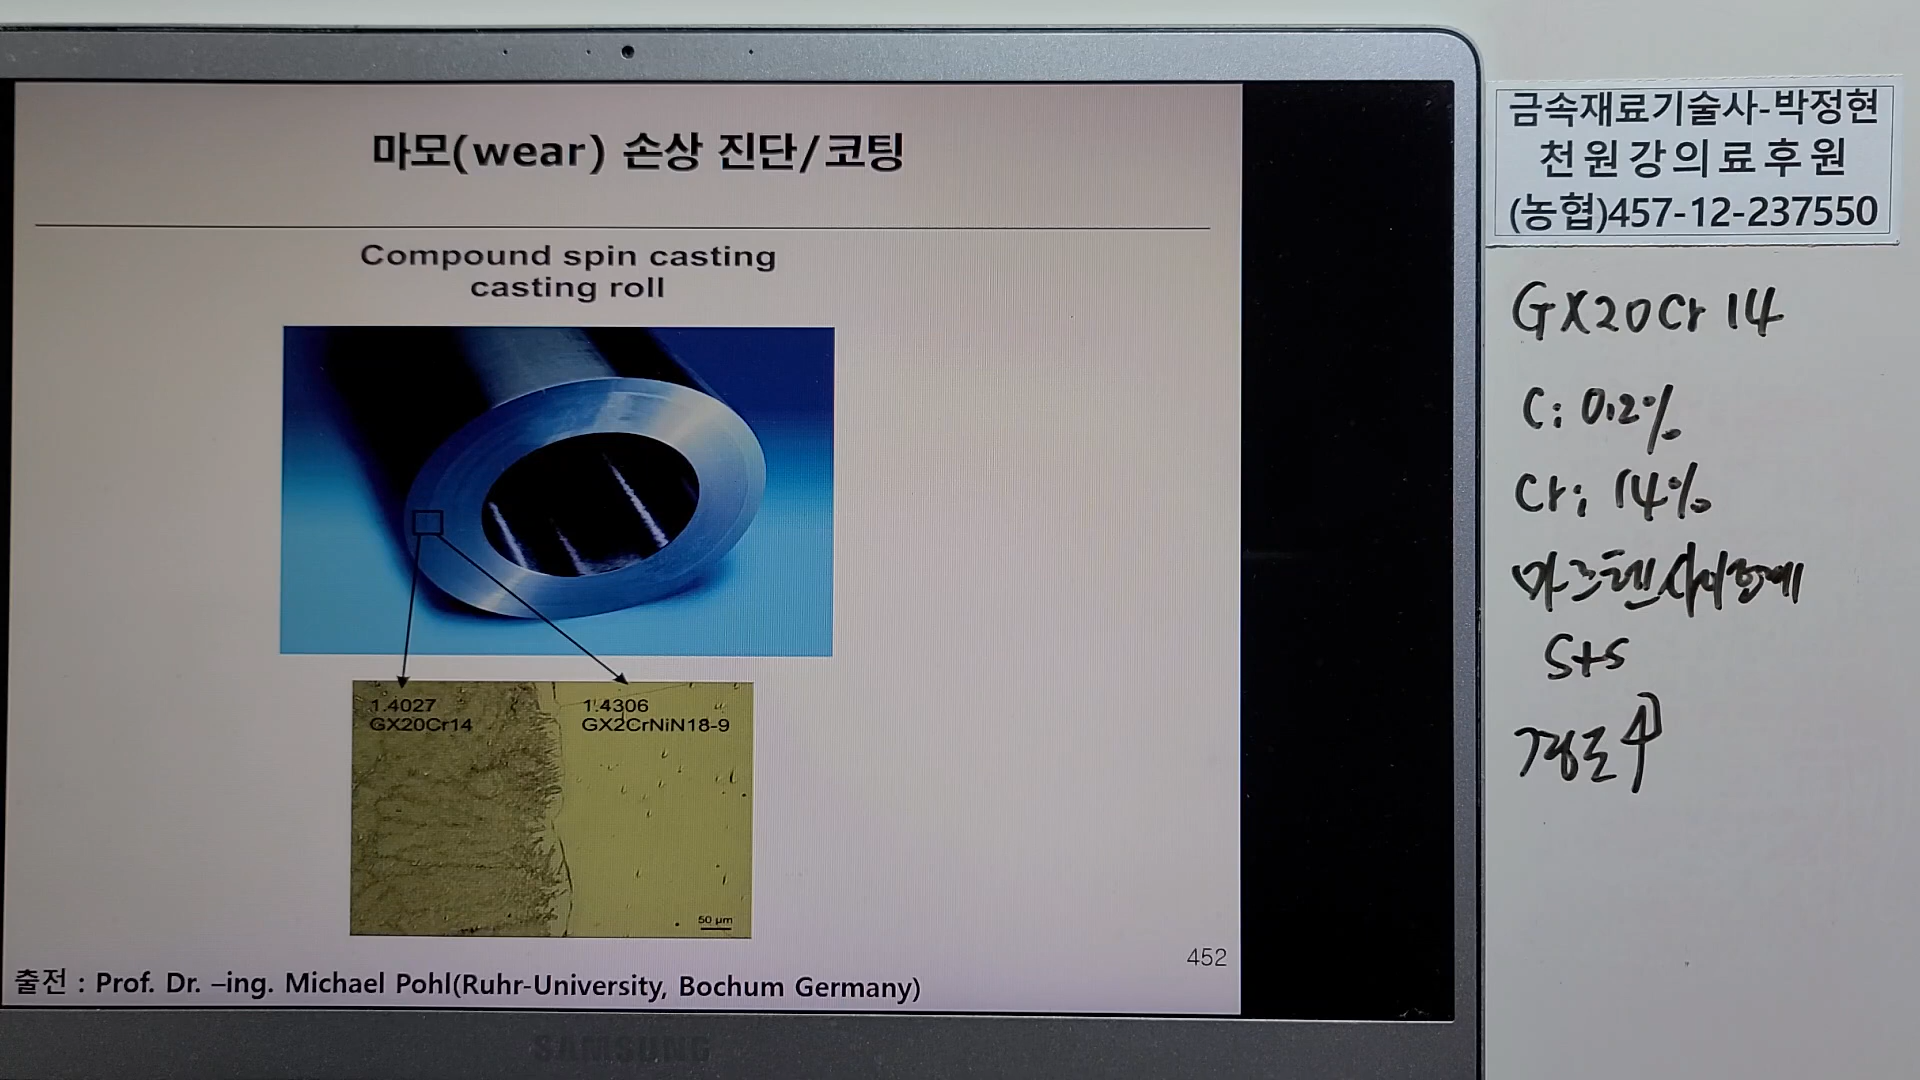 마모(wear) 손상 진단/코팅
Compound spin casting
casting roll
1.4027
GX20Cr14
1.4306
GX2CrNiN18-9
50 µm
452
출전 : Prof. Dr. –ing. Michael Pohl(Ruhr-University, Bochum Germany)
SAMSUNG
금속재료기술사-박정현
천원강의료후원
(농협)457-12-237550
GX20Cr14
C: 0.2%
Cr: 14%
마르텐사이트계
StS
경도↑